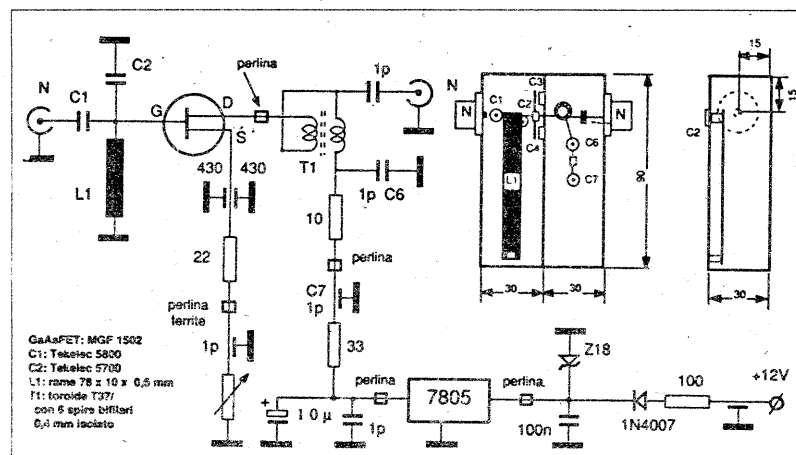 N
C1
C2
G
D
S
perlina
1p
T1
430
430
L1
1p
C6
22
10
perlina
perlina
ferrite
C7
1p
1p
33
GaAsFET: MGF 1502
C1: Tekelec 5800
C2: Tekelec 5700
L1: rame 78 x 10 x 0,5 mm
T1: toroide T37/
con 6 spire bifilari
0,4 mm isolato
+
10 µ
1p
perlina
7805
perlina
Z18
100n
1N4007
100
+12V
N
N
C1
C2
C3
C4
L1
C6
C7
N
90
30
30
15
15
C2
30